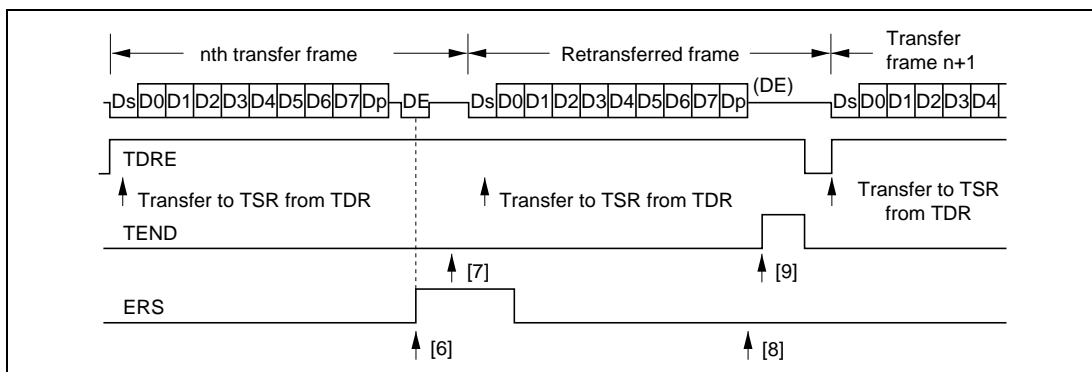 nth transfer frame
Retransferred frame
Transfer
frame n+1
(DE)
Ds D0 D1 D2 D3 D4 D5 D6 D7 Dp DE Ds D0 D1 D2 D3 D4 D5 D6 D7 Dp Ds D0 D1 D2 D3 D4
TDRE
Transfer to TSR from TDR
Transfer to TSR from TDR
Transfer to TSR
from TDR
TEND
[7]
[9]
ERS
[6]
[8]